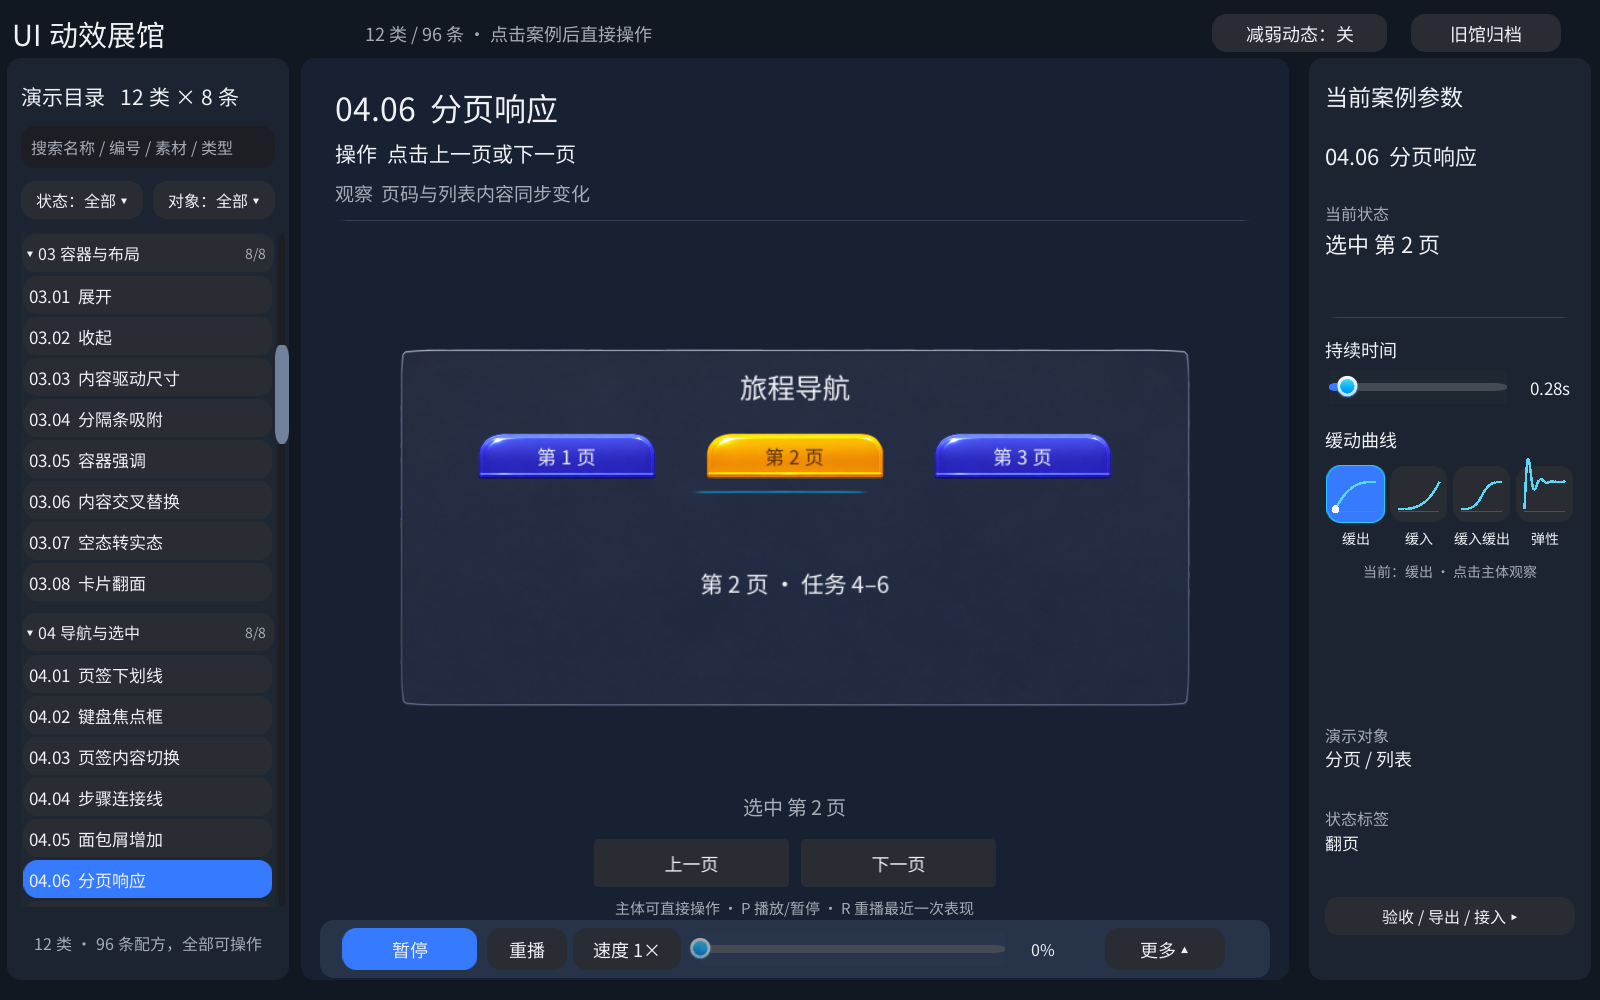 UI 动效展馆
12 类 / 96 条 · 点击案例后直接操作
减弱动态：关
旧馆归档
演示目录 12 类 × 8 条
搜索名称 / 编号 / 素材 / 类型
状态：全部 ▾
对象：全部 ▾
▾ 03 容器与布局 8/8
03.01 展开
03.02 收起
03.03 内容驱动尺寸
03.04 分隔条吸附
03.05 容器强调
03.06 内容交叉替换
03.07 空态转实态
03.08 卡片翻面
▾ 04 导航与选中 8/8
04.01 页签下划线
04.02 键盘焦点框
04.03 页签内容切换
04.04 步骤连接线
04.05 面包屑增加
04.06 分页响应
12 类 · 96 条配方，全部可操作
04.06 分页响应
操作 点击上一页或下一页
观察 页码与列表内容同步变化
旅程导航
第 1 页
第 2 页
第 3 页
第 2 页 · 任务 4–6
选中 第 2 页
上一页
下一页
主体可直接操作 · P 播放/暂停 · R 重播最近一次表现
暂停
重播
速度 1×
0%
更多 ▴
当前案例参数
04.06 分页响应
当前状态
选中 第 2 页
持续时间
0.28s
缓动曲线
缓出
缓入
缓入缓出
弹性
当前：缓出 · 点击主体观察
演示对象
分页 / 列表
状态标签
翻页
验收 / 导出 / 接入 ▸